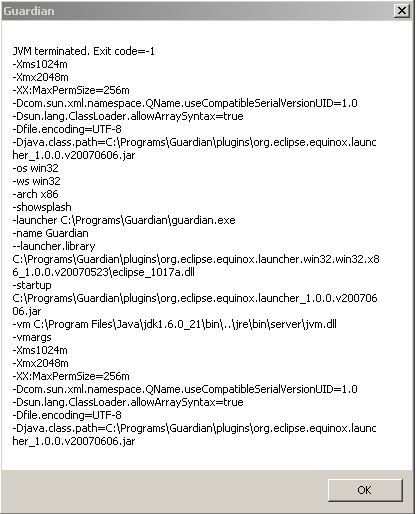 Guardian
JVM terminated. Exit code=-1
-Xms1024m
-Xmx2048m
-XX:MaxPermSize=256m
-Dcom.sun.xml.namespace.QName.useCompatibleSerialVersionUID=1.0
-Dsun.lang.ClassLoader.allowArraySyntax=true
-Dfile.encoding=UTF-8
-Djava.class.path=C:\Programs\Guardian\plugins\org.eclipse.equinox.launc
her_1.0.0.v20070606.jar
-os win32
-ws win32
-arch x86
-showsplash
-launcher C:\Programs\Guardian\guardian.exe
-name Guardian
--launcher.library
C:\Programs\Guardian\plugins\org.eclipse.equinox.launcher.win32.win32.x8
6_1.0.0.v20070523\eclipse_1017a.dll
-startup
C:\Programs\Guardian\plugins\org.eclipse.equinox.launcher_1.0.0.v200706
06.jar
-vm C:\Program Files\Java\jdk1.6.0_21\bin\..\jre\bin\server\jvm.dll
-vmargs
-Xms1024m
-Xmx2048m
-XX:MaxPermSize=256m
-Dcom.sun.xml.namespace.QName.useCompatibleSerialVersionUID=1.0
-Dsun.lang.ClassLoader.allowArraySyntax=true
-Dfile.encoding=UTF-8
-Djava.class.path=C:\Programs\Guardian\plugins\org.eclipse.equinox.launc
her_1.0.0.v20070606.jar
OK